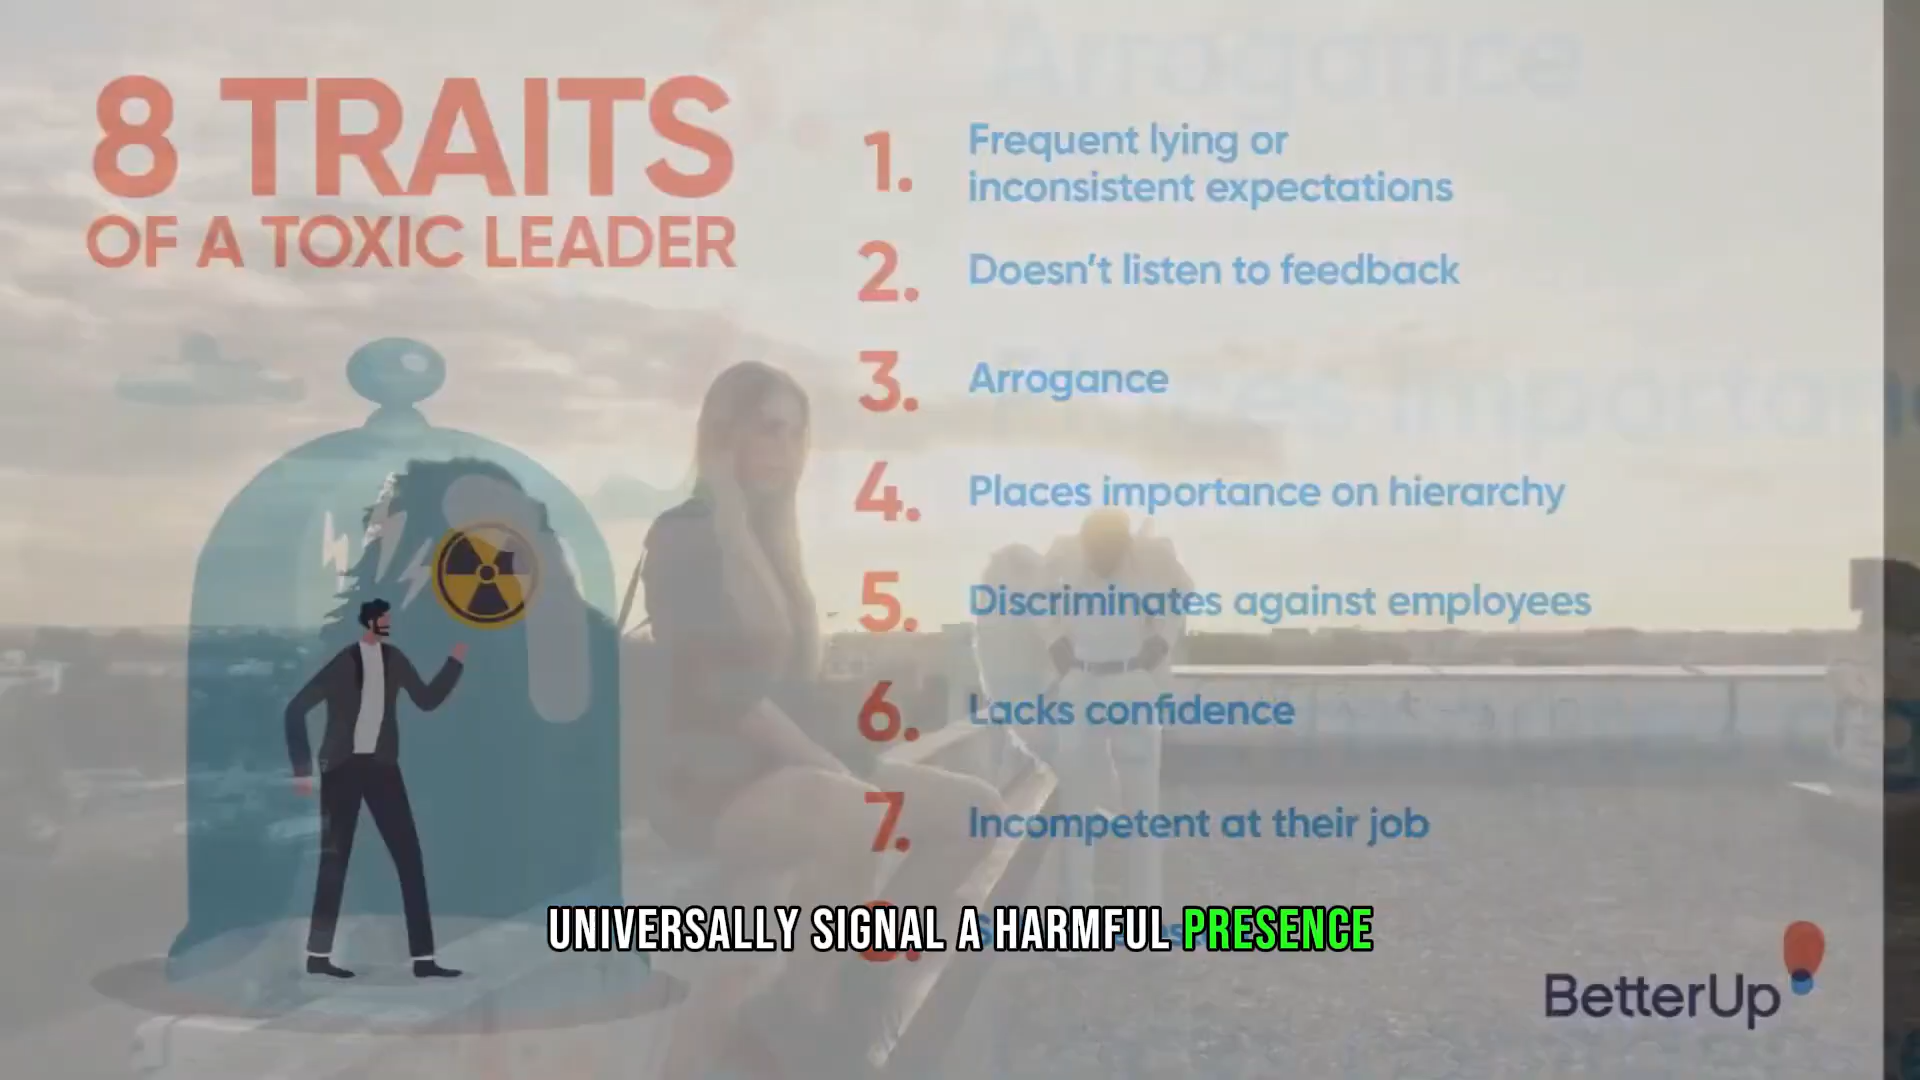 8 TRAITS
OF A TOXIC LEADER
1. Frequent lying or
inconsistent expectations
2. Doesn't listen to feedback
3. Arrogance
4. Places importance on hierarchy
5. Discriminates against employees
6. Lacks confidence
7. Incompetent at their job
8.
UNIVERSALLY SIGNAL A HARMFUL PRESENCE
BetterUp
Arrogance